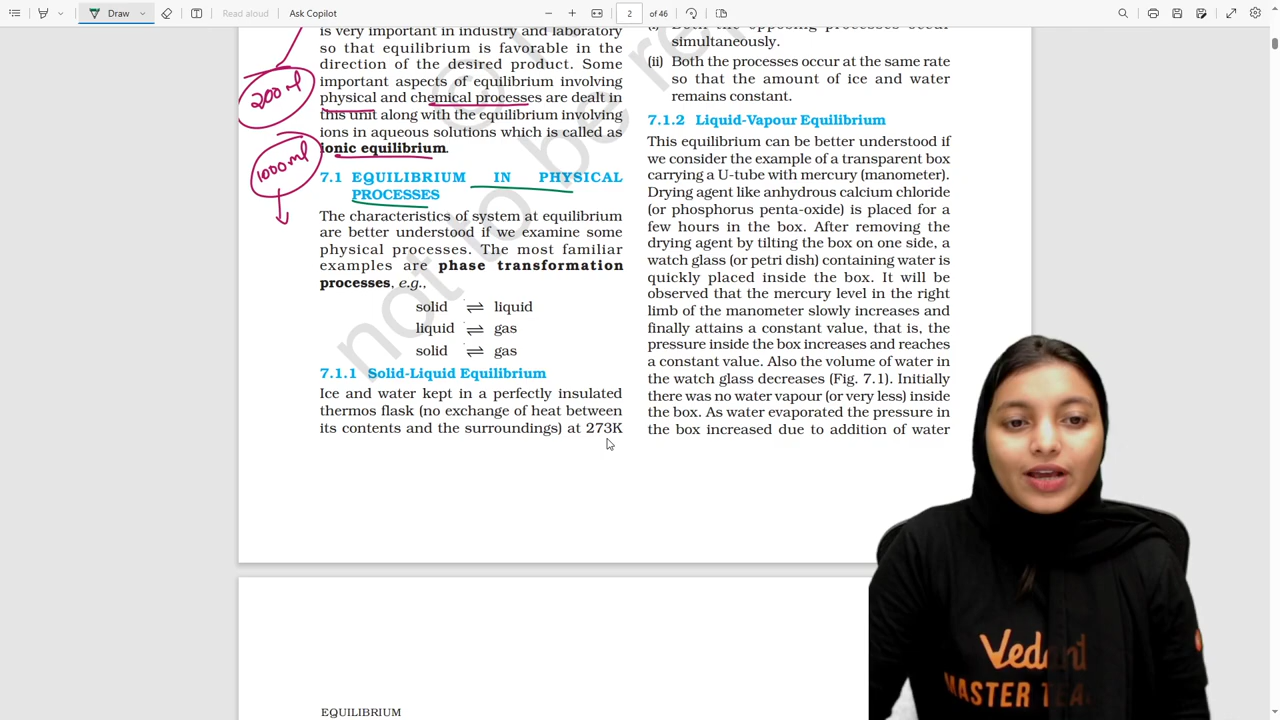 Draw
Read aloud
Ask Copilot
2
of 46
is very important in industry and laboratory
so that equilibrium is favorable in the
direction of the desired product. Some
important aspects of equilibrium involving
physical and chemical processes are dealt in
this unit along with the equilibrium involving
ions in aqueous solutions which is called as
ionic equilibrium.
200 ml
1000 ml
7.1 EQUILIBRIUM IN PHYSICAL
PROCESSES
The characteristics of system at equilibrium
are better understood if we examine some
physical processes. The most familiar
examples are phase transformation
processes, e.g.,
solid ⇌ liquid
liquid ⇌ gas
solid ⇌ gas
7.1.1 Solid-Liquid Equilibrium
Ice and water kept in a perfectly insulated
thermos flask (no exchange of heat between
its contents and the surroundings) at 273K
simultaneously.
(ii) Both the processes occur at the same rate
so that the amount of ice and water
remains constant.
7.1.2 Liquid-Vapour Equilibrium
This equilibrium can be better understood if
we consider the example of a transparent box
carrying a U-tube with mercury (manometer).
Drying agent like anhydrous calcium chloride
(or phosphorus penta-oxide) is placed for a
few hours in the box. After removing the
drying agent by tilting the box on one side, a
watch glass (or petri dish) containing water is
quickly placed inside the box. It will be
observed that the mercury level in the right
limb of the manometer slowly increases and
finally attains a constant value, that is, the
pressure inside the box increases and reaches
a constant value. Also the volume of water in
the watch glass decreases (Fig. 7.1). Initially
there was no water vapour (or very less) inside
the box. As water evaporated the pressure in
the box increased due to addition of water
not to be re
EQUILIBRIUM
MASTER